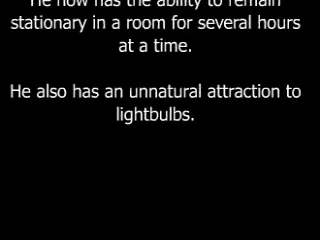 He now has the ability to remain
stationary in a room for several hours
at a time.
He also has an unnatural attraction to
lightbulbs.